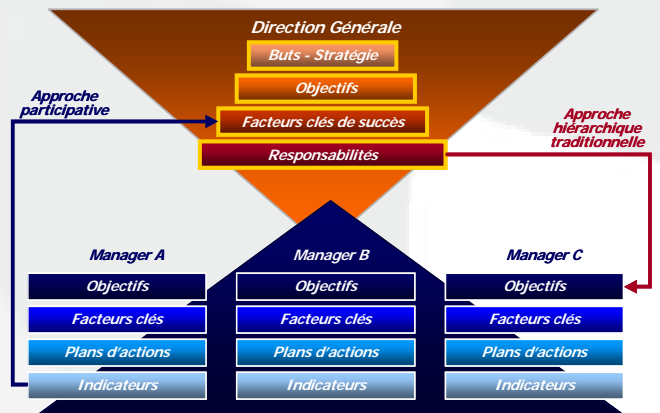 Direction Générale
Buts - Stratégie
Objectifs
Facteurs clés de succès
Responsabilités
Approche
participative
Approche
hiérarchique
traditionnelle
Manager A
Manager B
Manager C
Objectifs
Objectifs
Objectifs
Facteurs clés
Facteurs clés
Facteurs clés
Plans d'actions
Plans d'actions
Plans d'actions
Indicateurs
Indicateurs
Indicateurs